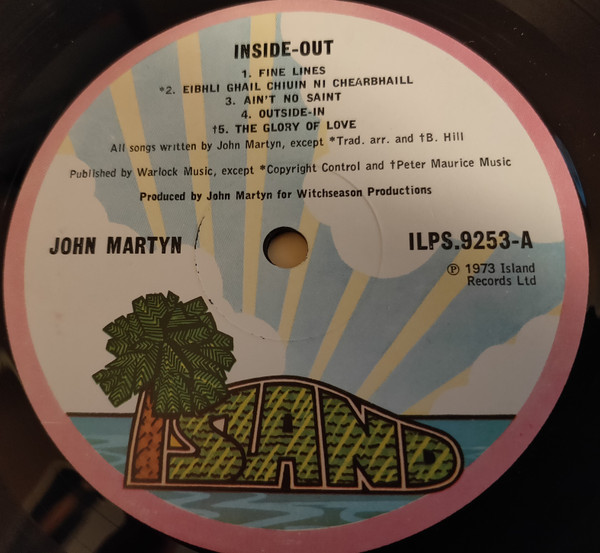 INSIDE-OUT
1. FINE LINES
*2. EIBHLI GHAIL CHIUIN NI CHEARBHAILL
3. AIN'T NO SAINT
4. OUTSIDE-IN
†5. THE GLORY OF LOVE
All songs written by John Martyn, except *Trad. arr. and †B. Hill
Published by Warlock Music, except *Copyright Control and †Peter Maurice Music
Produced by John Martyn for Witchseason Productions
JOHN MARTYN
ILPS.9253-A
Ⓟ 1973 Island
Records Ltd
ISLAND